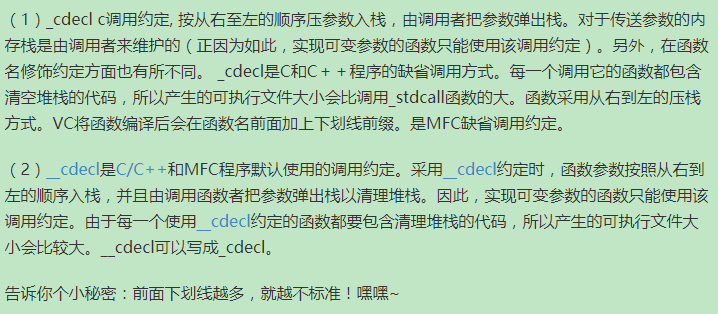 （1）_cdecl c调用约定, 按从右至左的顺序压参数入栈，由调用者把参数弹出栈。对于传送参数的内
存栈是由调用者来维护的（正因为如此，实现可变参数的函数只能使用该调用约定）。另外，在函数
名修饰约定方面也有所不同。 _cdecl是C和C＋＋程序的缺省调用方式。每一个调用它的函数都包含
清空堆栈的代码，所以产生的可执行文件大小会比调用_stdcall函数的大。函数采用从右到左的压栈
方式。VC将函数编译后会在函数名前面加上下划线前缀。是MFC缺省调用约定。
（2）__cdecl是C/C++和MFC程序默认使用的调用约定。采用__cdecl约定时，函数参数按照从右到
左的顺序入栈，并且由调用函数者把参数弹出栈以清理堆栈。因此，实现可变参数的函数只能使用该
调用约定。由于每一个使用__cdecl约定的函数都要包含清理堆栈的代码，所以产生的可执行文件大
小会比较大。__cdecl可以写成_cdecl。
告诉你个小秘密：前面下划线越多，就越不标准！嘿嘿~